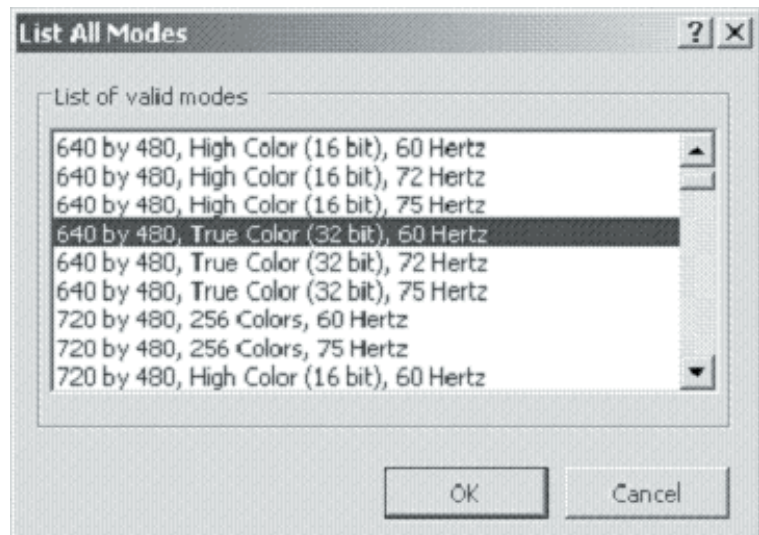 List All Modes
List of valid modes
640 by 480, High Color (16 bit), 60 Hertz
640 by 480, High Color (16 bit), 72 Hertz
640 by 480, High Color (16 bit), 75 Hertz
640 by 480, True Color (32 bit), 60 Hertz
640 by 480, True Color (32 bit), 72 Hertz
640 by 480, True Color (32 bit), 75 Hertz
720 by 480, 256 Colors, 60 Hertz
720 by 480, 256 Colors, 75 Hertz
720 by 480, High Color (16 bit), 60 Hertz
OK Cancel